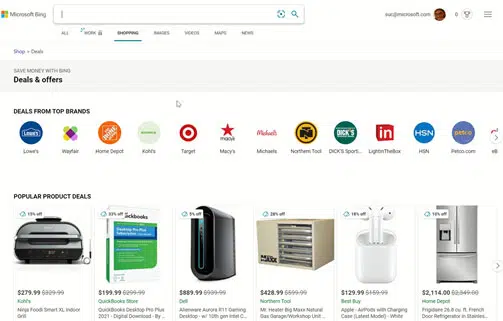 Microsoft Bing
suc@microsoft.com
0
ALL WORK SHOPPING IMAGES VIDEOS MAPS NEWS
Shop > Deals
SAVE MONEY WITH BING
Deals & offers
DEALS FROM TOP BRANDS
Lowe's Wayfair Home Depot Kohl's Target Macy's Michaels Northern Tool DICK'S Sporti... LightInTheBox HSN Petco.com eB
POPULAR PRODUCT DEALS
15% off 33% off 5% off 28% off 18% off 10% off
$279.99 $329.99 $199.99 $299.99 $889.99 $939.99 $428.99 $599.99 $129.99 $159.99 $2,114.00 $2,349.00
Kohl's QuickBooks Store Dell Northern Tool Best Buy Home Depot
Ninja Foodi Smart XL Indoor QuickBooks Desktop Pro Plus Alienware Aurora R11 Gaming Mr. Heater Big Maxx Natural Apple - AirPods with Charging Frigidaire 26.8 cu. ft. French
Grill 2021 - Digital Download - By Desktop - w/ 10th gen Intel C Gas Garage/Workshop Unit Case (Latest Model) - White Door Refrigerator in Stainless